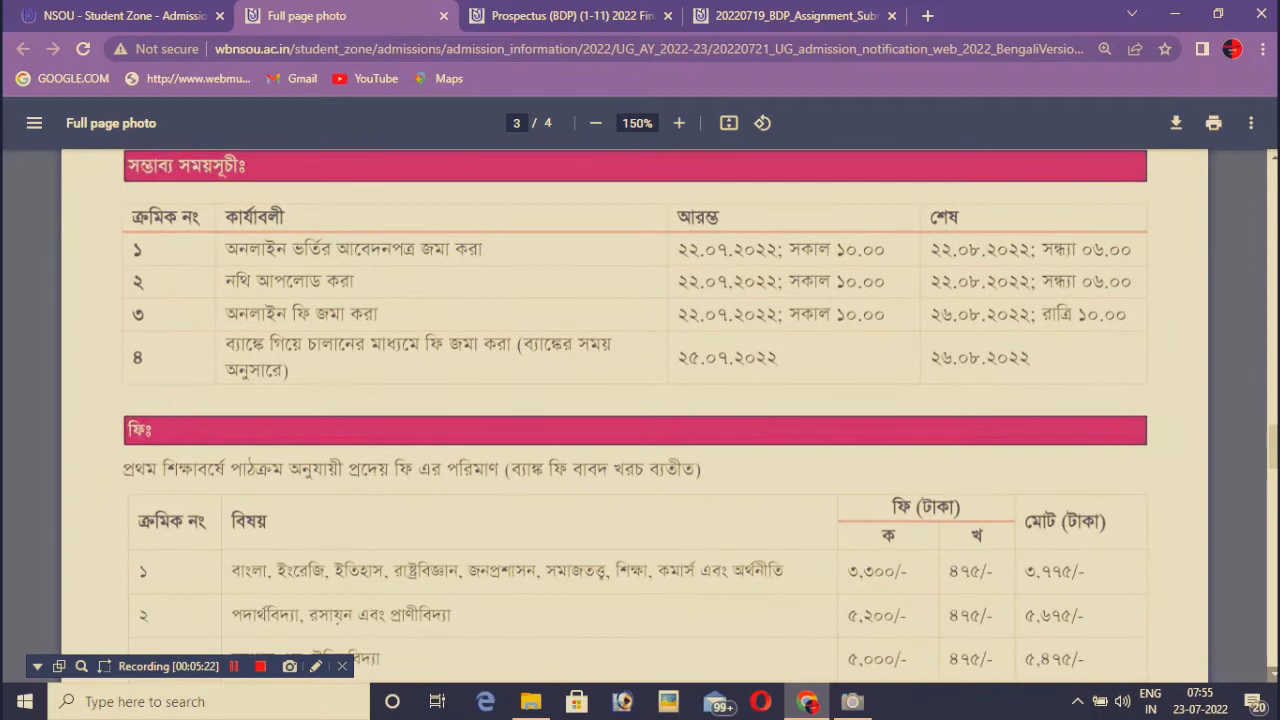 NSOU - Student Zone - Admissio
Full page photo
Prospectus (BDP) (1-11) 2022 Fin
20220719_BDP_Assignment_Subr
Not secure
wbnsou.ac.in/student_zone/admissions/admission_information/2022/UG_AY_2022-23/20220721_UG_admission_notification_web_2022_BengaliVersio...
GOOGLE.COM
http://www.webmu...
Gmail
YouTube
Maps
Full page photo
3 / 4
150%
সম্ভাব্য সময়সূচীঃ
ক্রমিক নং কার্যাবলী আরম্ভ শেষ
১ অনলাইন ভর্তির আবেদনপত্র জমা করা ২২.০৭.২০২২; সকাল ১০.০০ ২২.০৮.২০২২; সন্ধ্যা ০৬.০০
২ নথি আপলোড করা ২২.০৭.২০২২; সকাল ১০.০০ ২২.০৮.২০২২; সন্ধ্যা ০৬.০০
৩ অনলাইন ফি জমা করা ২২.০৭.২০২২; সকাল ১০.০০ ২৬.০৮.২০২২; রাত্রি ১০.০০
৪ ব্যাঙ্কে গিয়ে চালানের মাধ্যমে ফি জমা করা (ব্যাঙ্কের সময়
অনুসারে) ২৫.০৭.২০২২ ২৬.০৮.২০২২
ফিঃ
প্রথম শিক্ষাবর্ষে পাঠক্রম অনুযায়ী প্রদেয় ফি এর পরিমাণ (ব্যাঙ্ক ফি বাবদ খরচ ব্যতীত)
ক্রমিক নং বিষয় ফি (টাকা) মোট (টাকা)
ক খ
১ বাংলা, ইংরেজি, ইতিহাস, রাষ্ট্রবিজ্ঞান, জনপ্রশাসন, সমাজতত্ত্ব, শিক্ষা, কমার্স এবং অর্থনীতি ৩,৩০০/- ৪৭৫/- ৩,৭৭৫/-
২ পদার্থবিদ্যা, রসায়ন এবং প্রাণীবিদ্যা ৫,২০০/- ৪৭৫/- ৫,৬৭৫/-
৫,০০০/- ৪৭৫/- ৫,৪৭৫/-
Recording [00:05:22]
Type here to search
99+
ENG
IN
07:55
23-07-2022
20